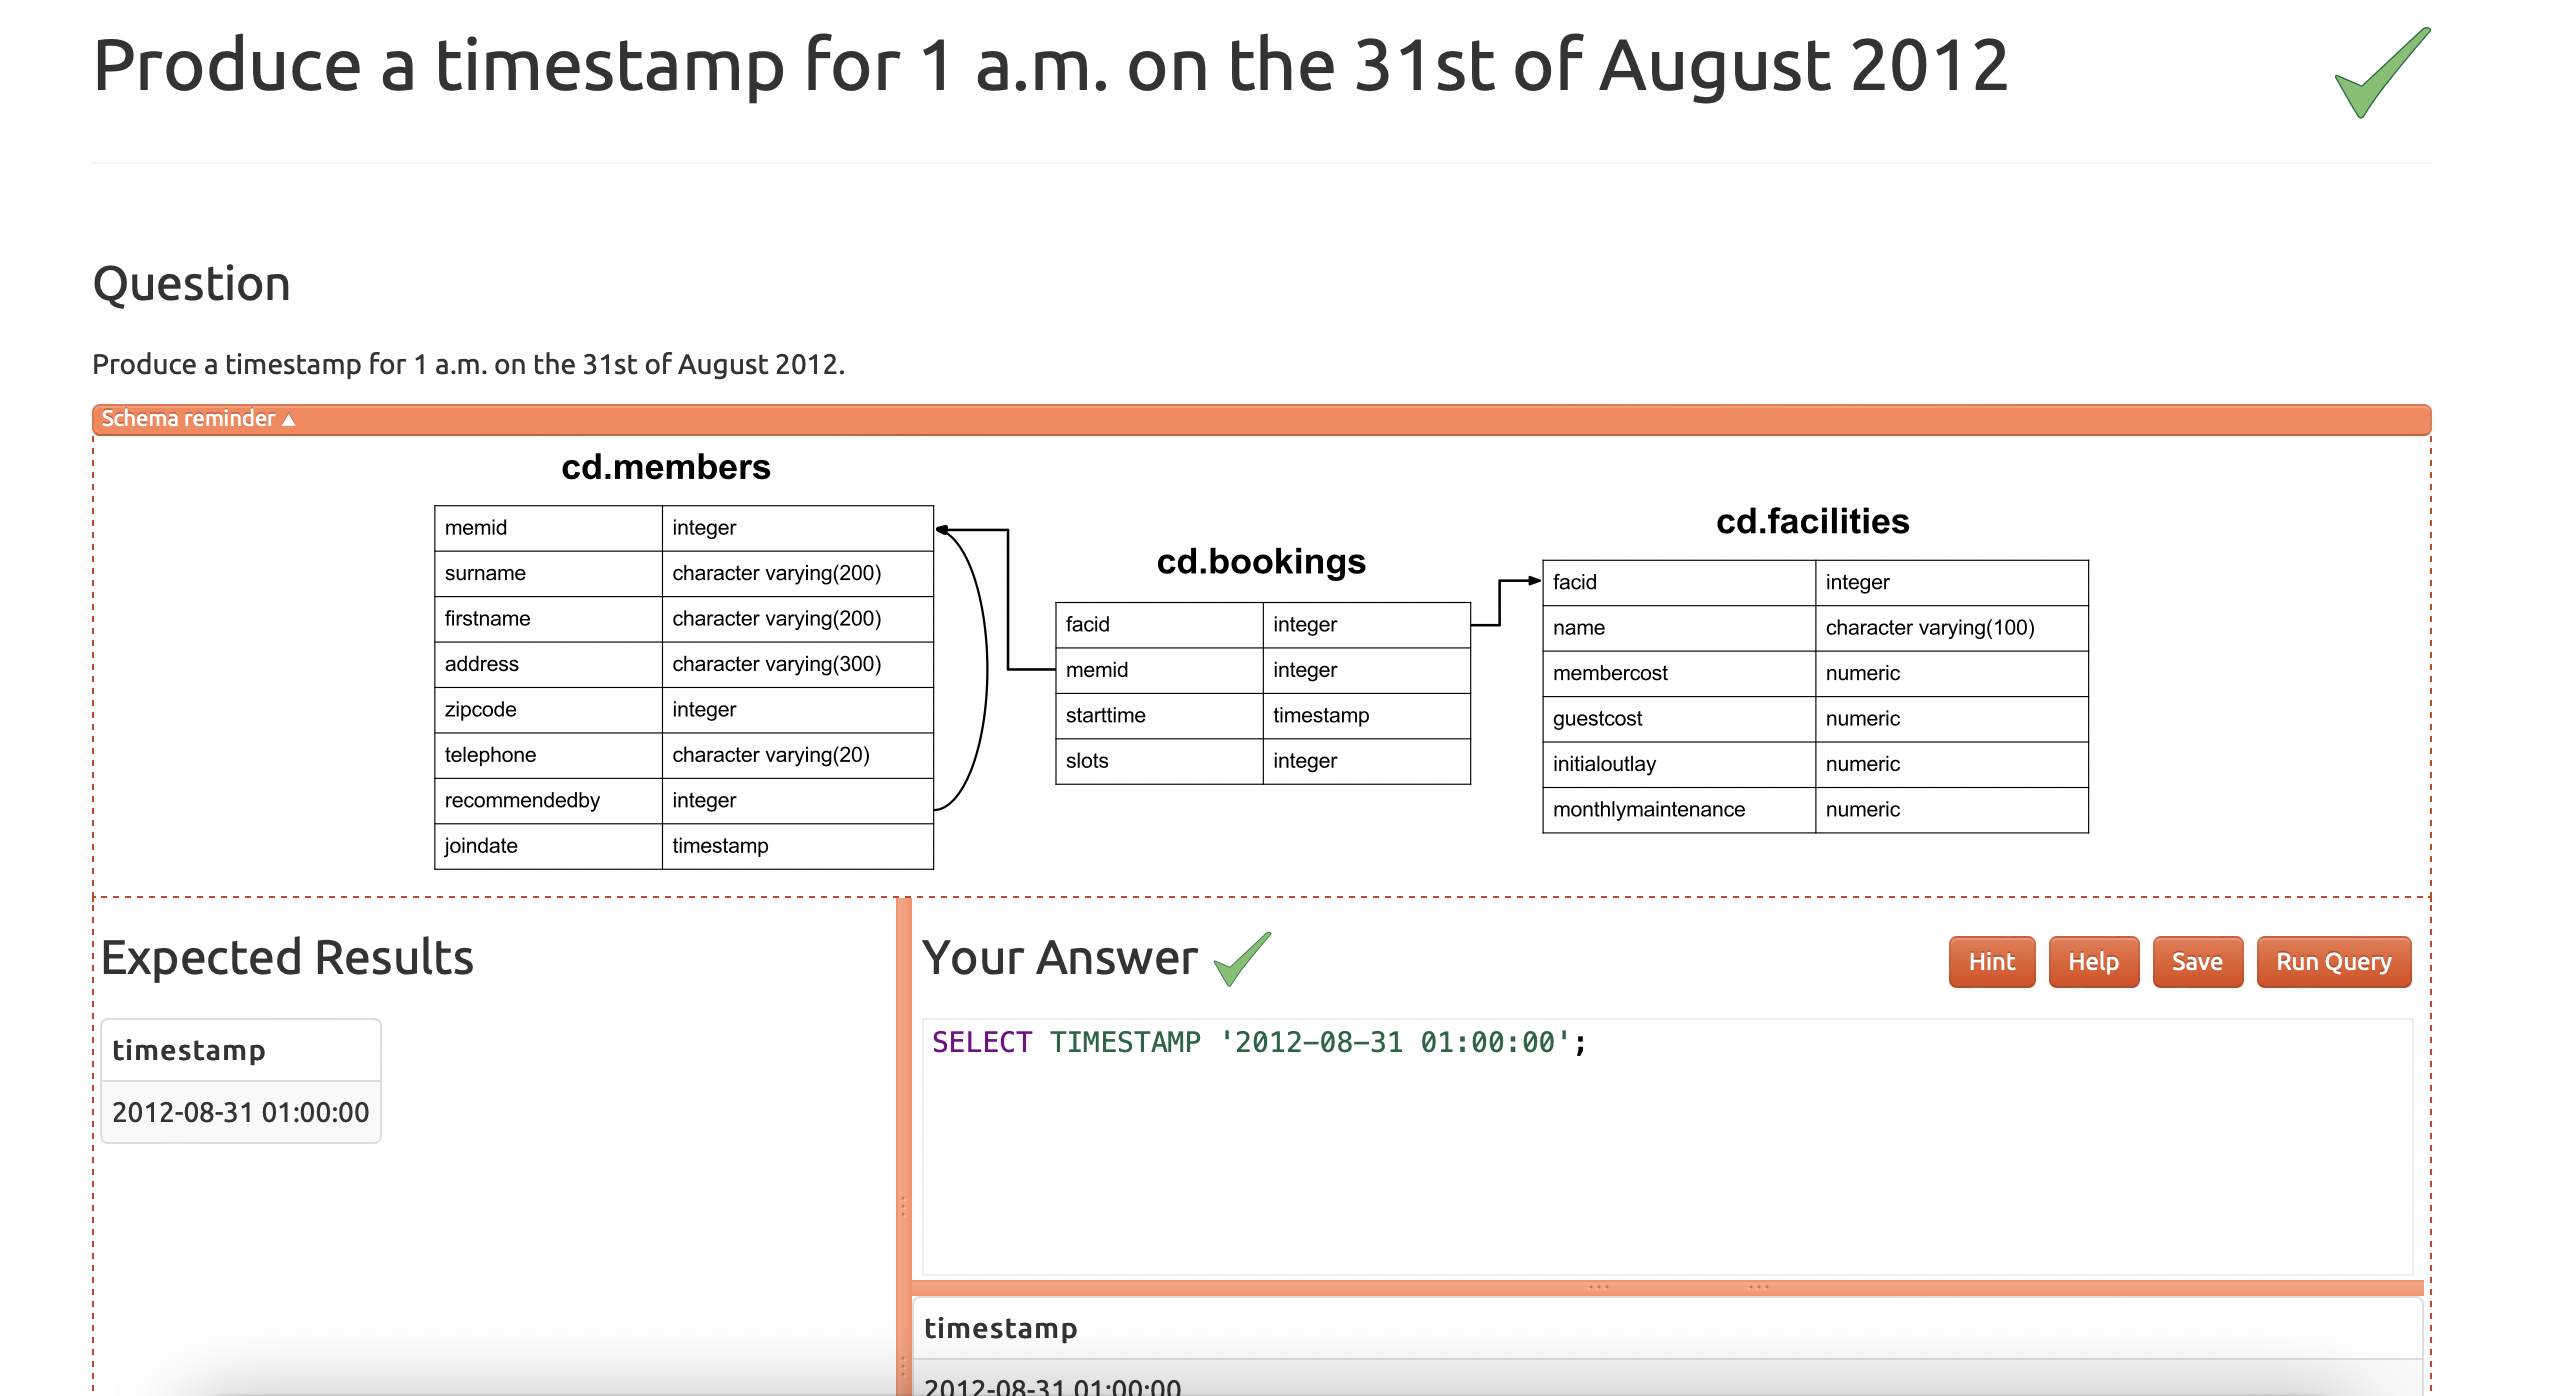 Produce a timestamp for 1 a.m. on the 31st of August 2012
Question
Produce a timestamp for 1 a.m. on the 31st of August 2012.
Schema reminder ▲
cd.members
memid integer
surname character varying(200)
firstname character varying(200)
address character varying(300)
zipcode integer
telephone character varying(20)
recommendedby integer
joindate timestamp
cd.bookings
facid integer
memid integer
starttime timestamp
slots integer
cd.facilities
facid integer
name character varying(100)
membercost numeric
guestcost numeric
initialoutlay numeric
monthlymaintenance numeric
Expected Results
timestamp
2012-08-31 01:00:00
Your Answer
Hint Help Save Run Query
SELECT TIMESTAMP '2012-08-31 01:00:00';
timestamp
2012-08-31 01:00:00